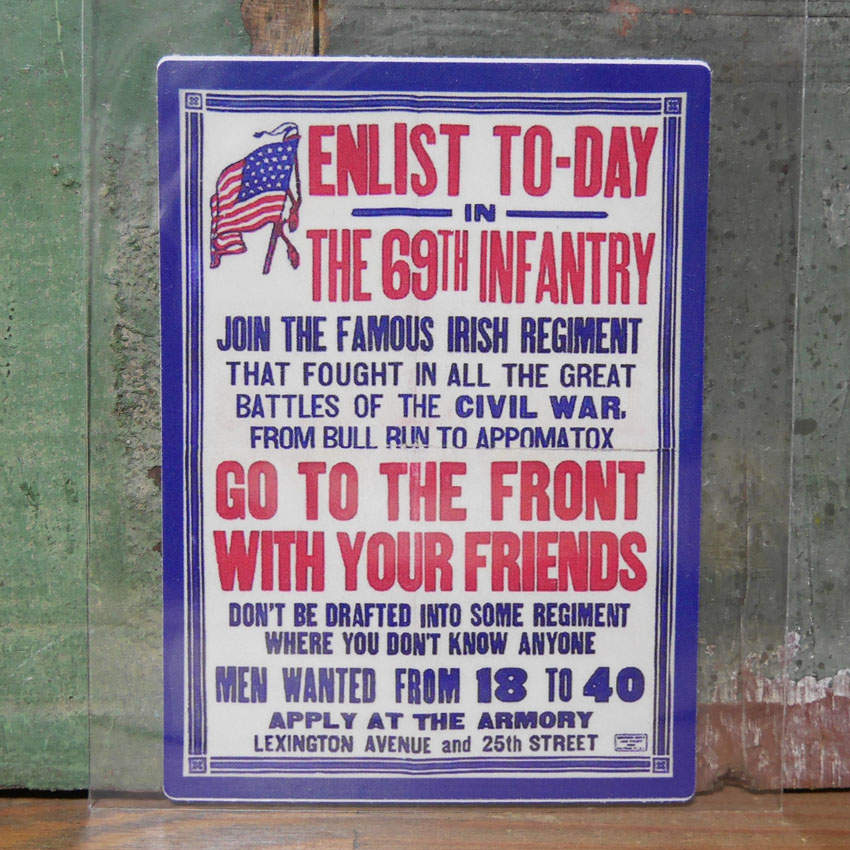 ENLIST TO-DAY
IN
THE 69TH INFANTRY
JOIN THE FAMOUS IRISH REGIMENT
THAT FOUGHT IN ALL THE GREAT
BATTLES OF THE CIVIL WAR,
FROM BULL RUN TO APPOMATOX
GO TO THE FRONT
WITH YOUR FRIENDS
DON'T BE DRAFTED INTO SOME REGIMENT
WHERE YOU DON'T KNOW ANYONE
MEN WANTED FROM 18 TO 40
APPLY AT THE ARMORY
LEXINGTON AVENUE and 25th STREET